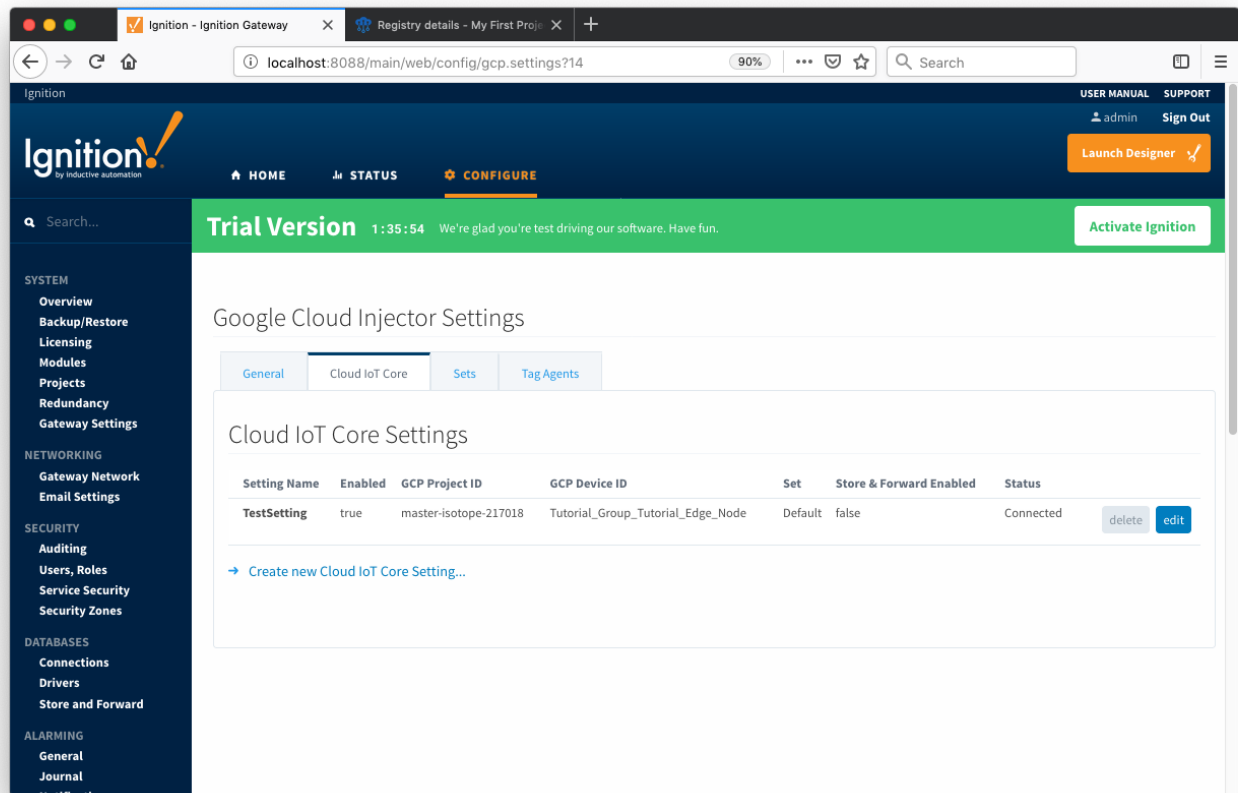 Ignition - Ignition Gateway
Registry details - My First Proje
localhost:8088/main/web/config/gcp.settings?14
90%
Search
Ignition
USER MANUAL SUPPORT
admin Sign Out
Ignition!
by inductive automation
Launch Designer
HOME STATUS CONFIGURE
Search...
Trial Version 1:35:54 We're glad you're test driving our software. Have fun. Activate Ignition
SYSTEM
Overview
Backup/Restore
Licensing
Modules
Projects
Redundancy
Gateway Settings
NETWORKING
Gateway Network
Email Settings
SECURITY
Auditing
Users, Roles
Service Security
Security Zones
DATABASES
Connections
Drivers
Store and Forward
ALARMING
General
Journal
Google Cloud Injector Settings
General Cloud IoT Core Sets Tag Agents
Cloud IoT Core Settings
Setting Name Enabled GCP Project ID GCP Device ID Set Store & Forward Enabled Status
TestSetting true master-isotope-217018 Tutorial_Group_Tutorial_Edge_Node Default false Connected delete edit
→ Create new Cloud IoT Core Setting...